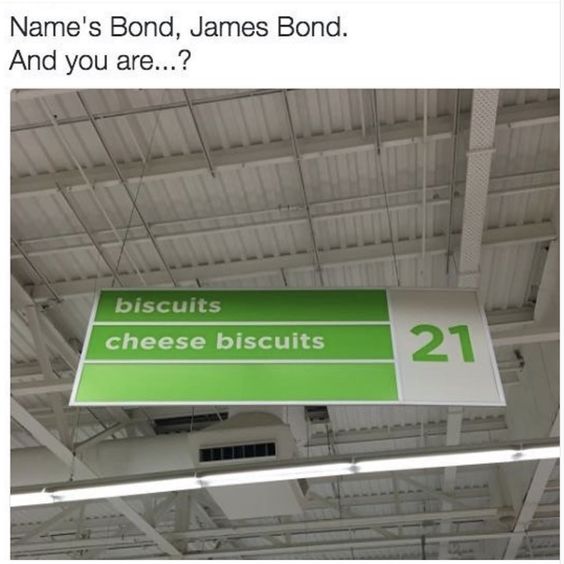 Name's Bond, James Bond.
And you are...?
biscuits
cheese biscuits
21